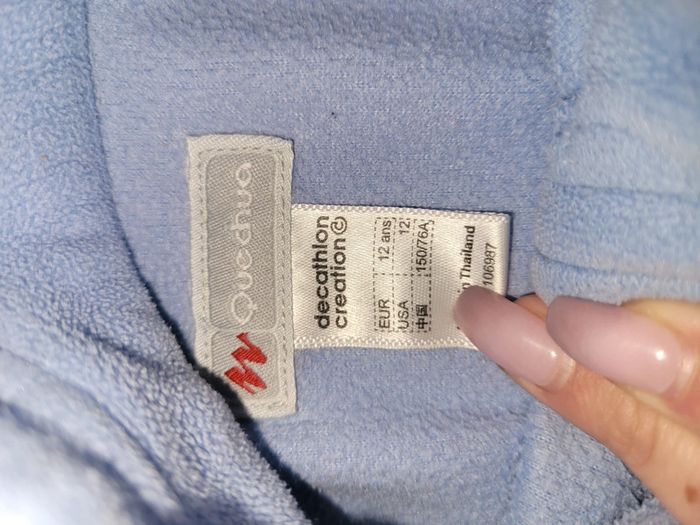 Quechua
decathlon
creation©
EUR 12 ans
USA 12
中国 150/76A
Thailand
106987